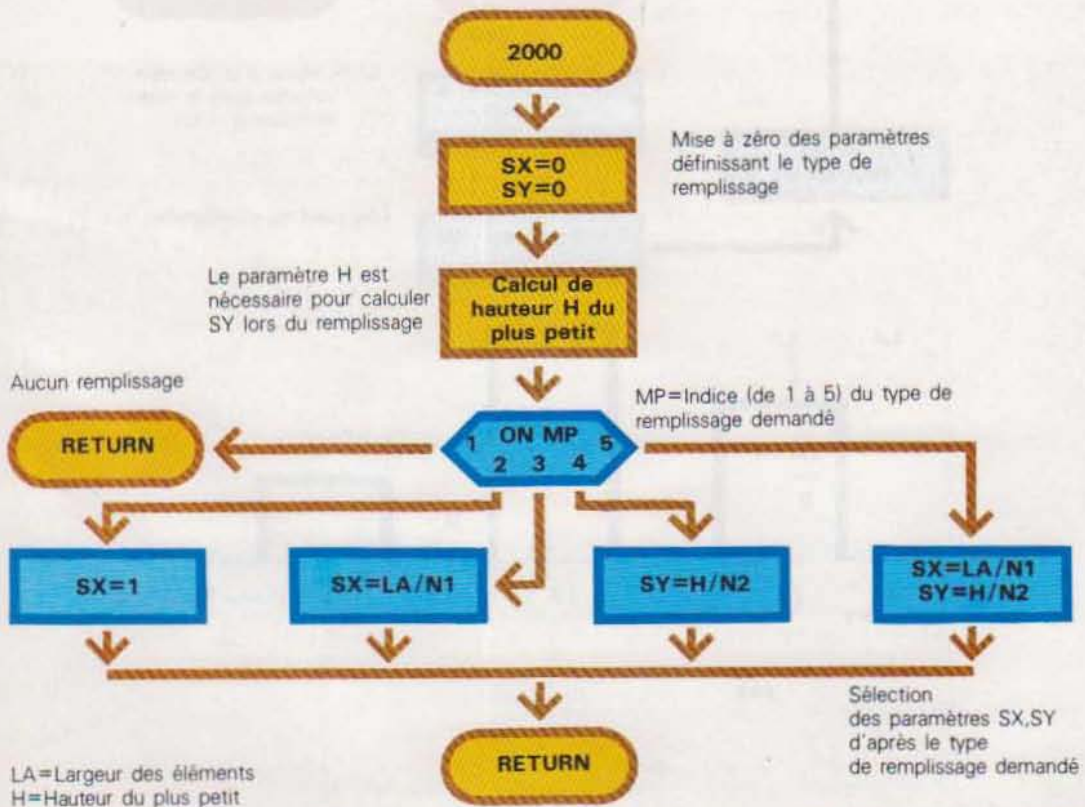 2000
SX=0
SY=0
Mise à zéro des paramètres
définissant le type de
remplissage
Le paramètre H est
nécessaire pour calculer
SY lors du remplissage
Calcul de
hauteur H du
plus petit
Aucun remplissage
MP=Indice (de 1 à 5) du type de
remplissage demandé
RETURN
1 ON MP 5
2 3 4
SX=1
SX=LA/N1
SY=H/N2
SX=LA/N1
SY=H/N2
Sélection
des paramètres SX,SY
d'après le type
de remplissage demandé
RETURN
LA=Largeur des éléments
H=Hauteur du plus petit